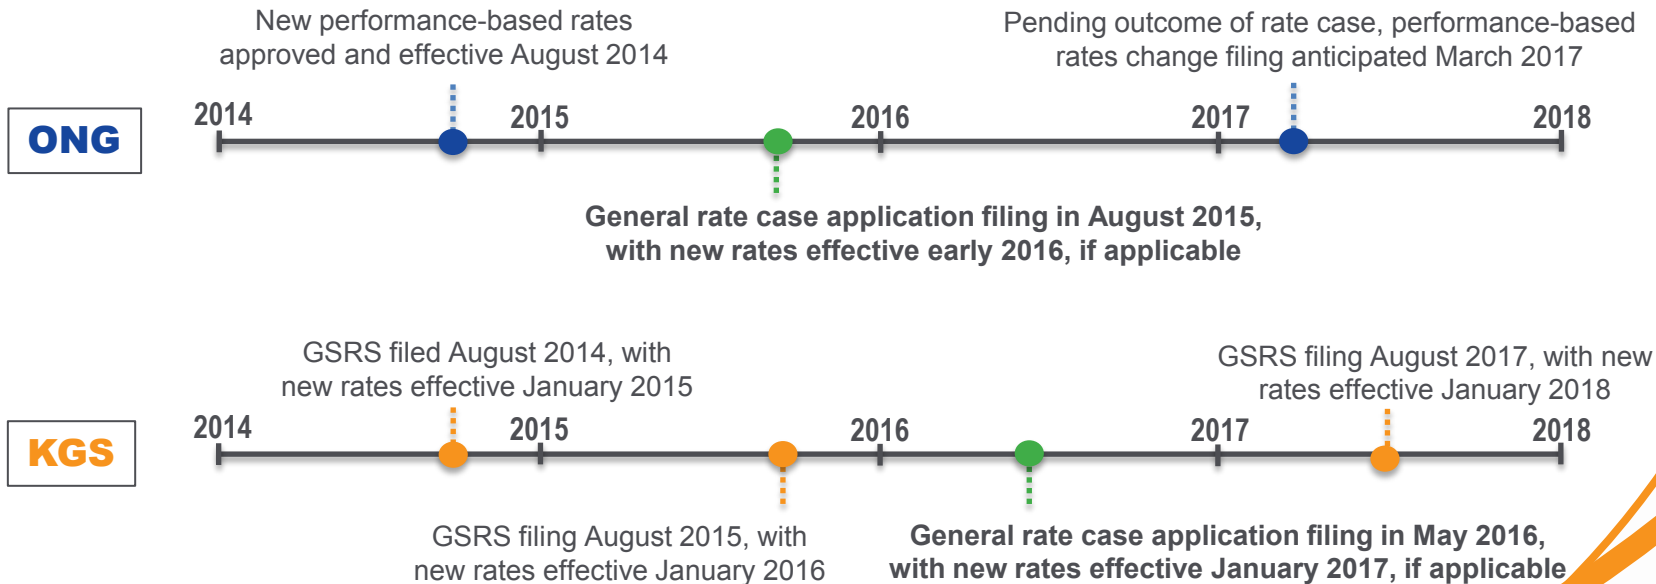 New performance-based rates
approved and effective August 2014
Pending outcome of rate case, performance-based
rates change filing anticipated March 2017
ONG
2014
2015
2016
2017
2018
General rate case application filing in August 2015,
with new rates effective early 2016, if applicable
GSRS filed August 2014, with
new rates effective January 2015
GSRS filing August 2017, with new
rates effective January 2018
KGS
2014
2015
2016
2017
2018
GSRS filing August 2015, with
new rates effective January 2016
General rate case application filing in May 2016,
with new rates effective January 2017, if applicable